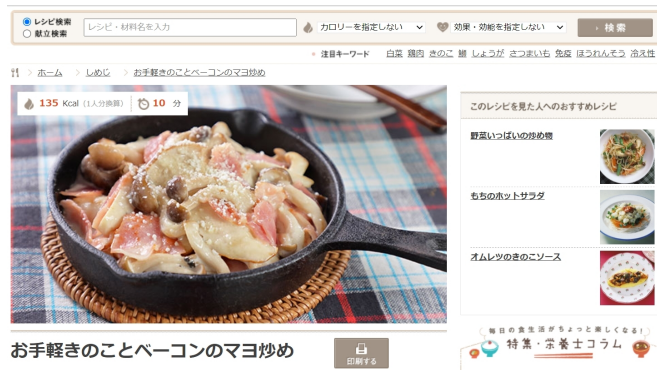 レシピ検索
献立検索
レシピ・材料名を入力
カロリーを指定しない
効果・効能を指定しない
検索
注目キーワード 白菜 鶏肉 きのこ 鰤 しょうが さつまいも 免疫 ほうれんそう 冷え性
ホーム > しめじ > お手軽きのことベーコンのマヨ炒め
135 Kcal (1人分換算) 10 分
このレシピを見た人へのおすすめレシピ
野菜いっぱいの炒め物
もちのホットサラダ
オムレツのきのこソース
お手軽きのことベーコンのマヨ炒め
印刷する
毎日の食生活がちょっと楽しくなる!
特集・栄養士コラム